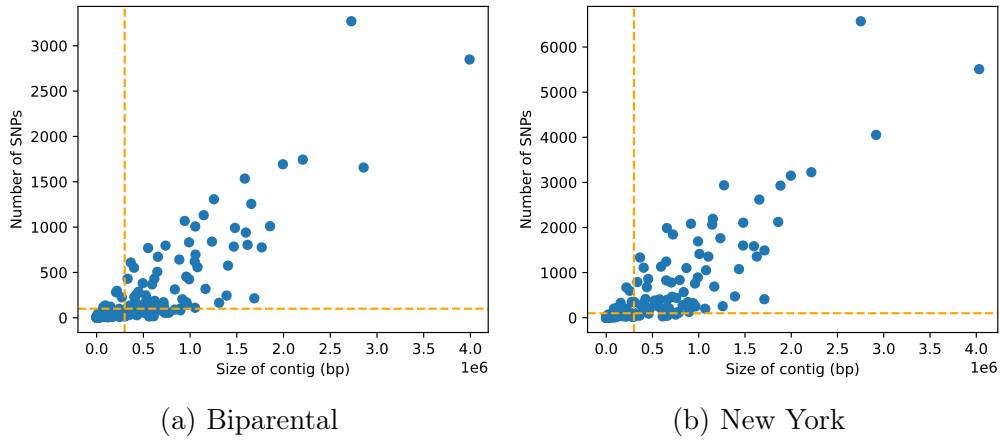 Number of SNPs
3000
2500
2000
1500
1000
500
0
0.0 0.5 1.0 1.5 2.0 2.5 3.0 3.5 4.0
Size of contig (bp)
1e6
(a) Biparental
Number of SNPs
6000
5000
4000
3000
2000
1000
0
0.0 0.5 1.0 1.5 2.0 2.5 3.0 3.5 4.0
Size of contig (bp)
1e6
(b) New York